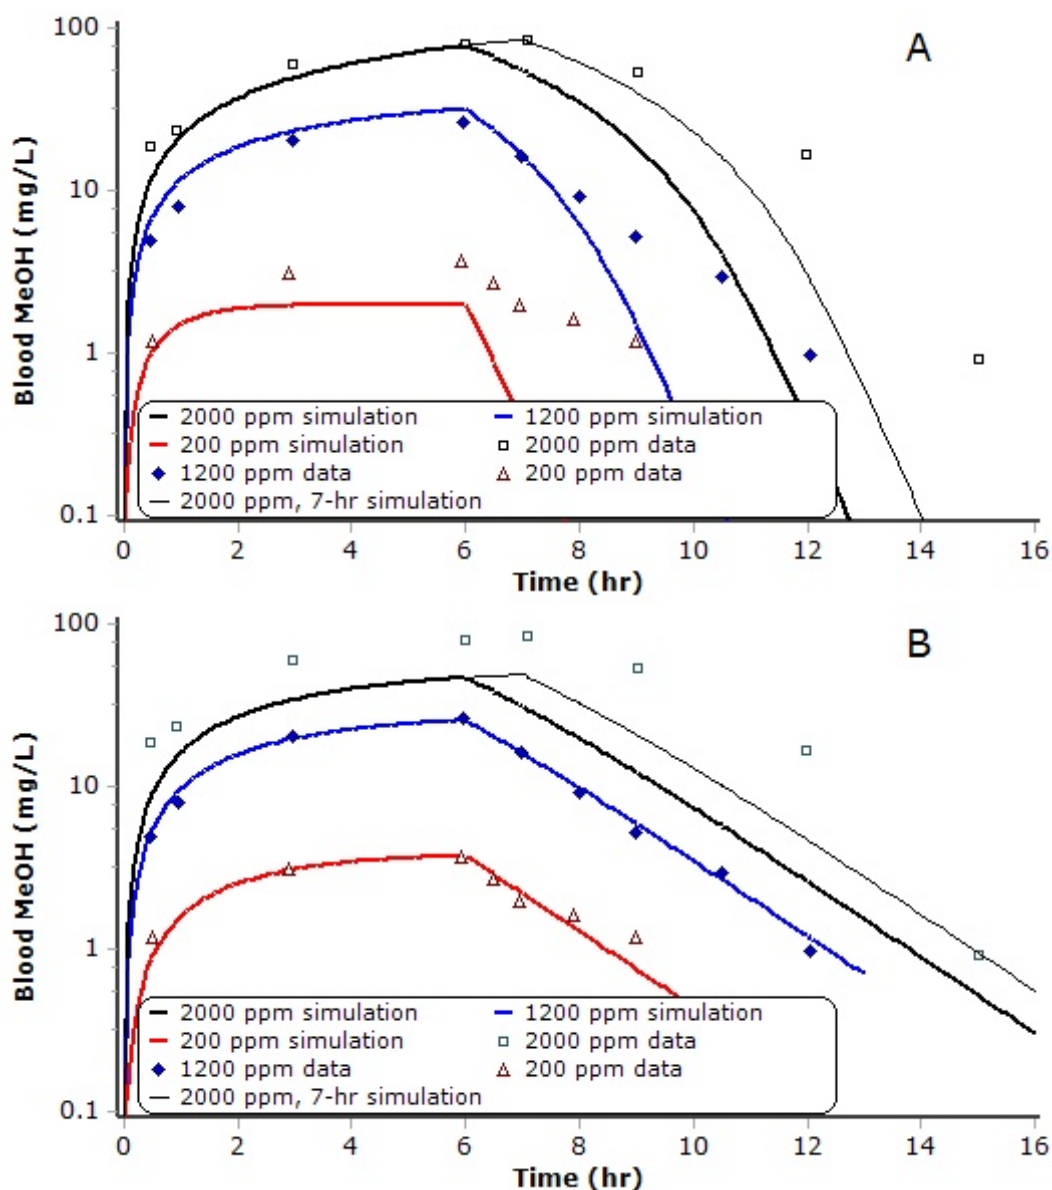 A
100
10
1
0.1
Blood MeOH (mg/L)
2000 ppm simulation 1200 ppm simulation
200 ppm simulation 2000 ppm data
1200 ppm data 200 ppm data
2000 ppm, 7-hr simulation
0 2 4 6 8 10 12 14 16
Time (hr)
B
100
10
1
0.1
Blood MeOH (mg/L)
2000 ppm simulation 1200 ppm simulation
200 ppm simulation 2000 ppm data
1200 ppm data 200 ppm data
2000 ppm, 7-hr simulation
0 2 4 6 8 10 12 14 16
Time (hr)